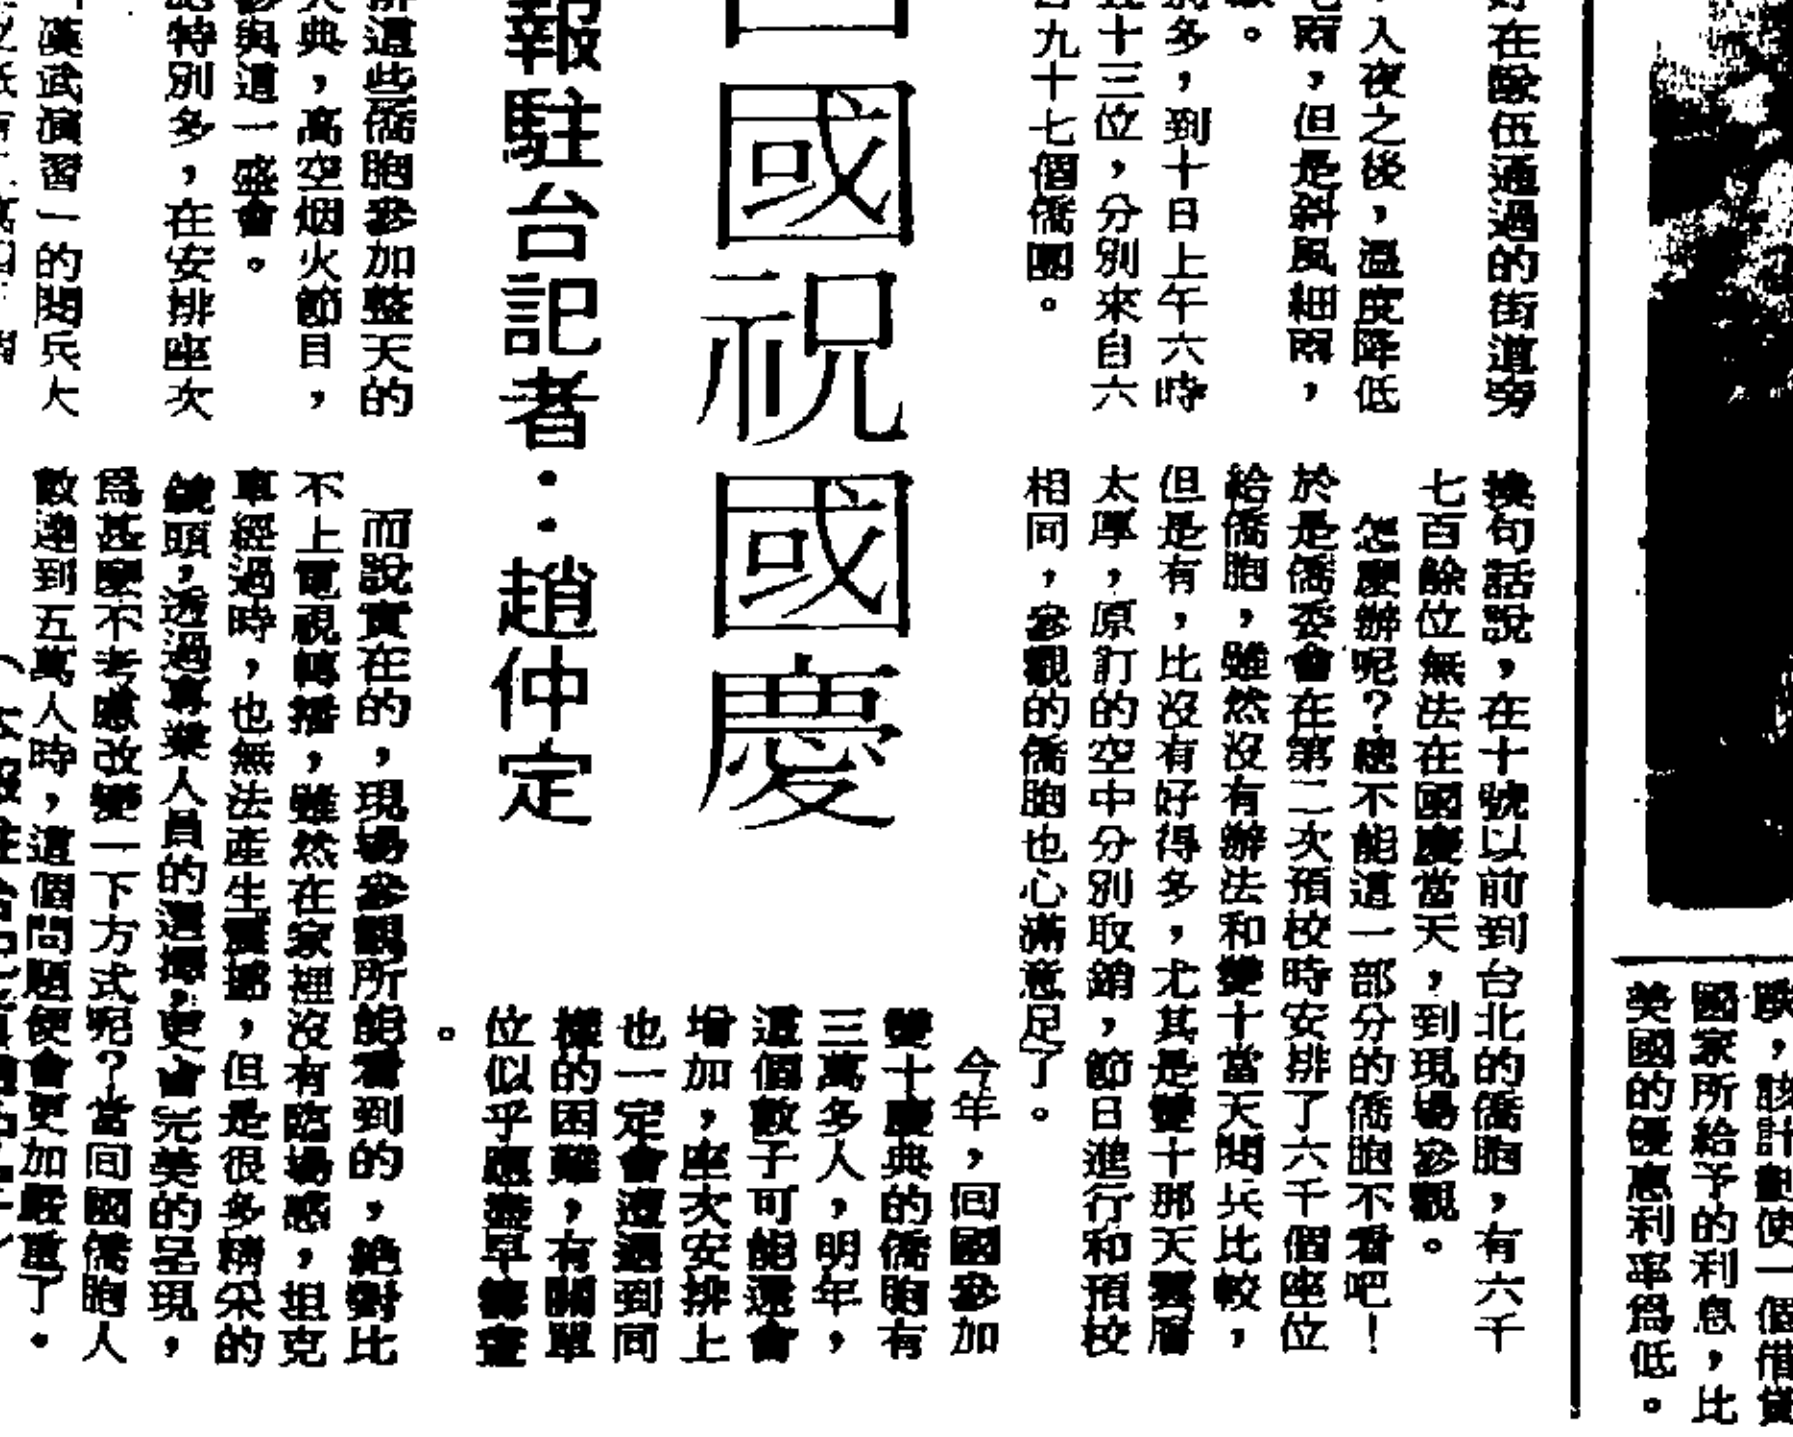 在隊伍通過的街道旁
入夜之後，溫度降低
雨，但是斜風細雨，
多，到十日上午六時
十三位，分別來自六
九十七個僑團。
換句話說，在十號以前到台北的僑胞，有六千
七百餘位無法在國慶當天，到現場參觀。
怎麼辦呢？總不能這一部分的僑胞不看吧！
於是僑委會在第二次預校時安排了六千個座位
給僑胞，雖然沒有辦法和雙十當天閱兵比較，
但是有，比沒有好得多，尤其是雙十那天雲層
太厚，原訂的空中分別取銷，節日進行和預校
相同，參觀的僑胞也心滿意足了。
國祝國慶
報駐台記者：趙仲定
今年，回國參加
雙十慶典的僑胞有
三萬多人，明年，
這個數子可能還會
增加，座次安排上
也一定會遭遇到同
樣的困難，有關單
位似乎應儘早籌畫
。
這些僑胞參加整天的
典，高空烟火節目，
與這一盛會。
特別多，在安排座次
漢武演習」的閱兵大
而說實在的，現場參觀所能看到的，絕對比
不上電視轉播，雖然在家裡沒有臨場感，坦克
車經過時，也無法產生震撼，但是很多精采的
鏡頭，透過專業人員的選攝，更會完美的呈現，
爲甚麼不考慮改變一下方式呢？當回國僑胞人
數達到五萬人時，這個問題便會更加嚴重了。
，該計劃使一個借貸
國家所給予的利息，比
美國的優惠利率爲低。